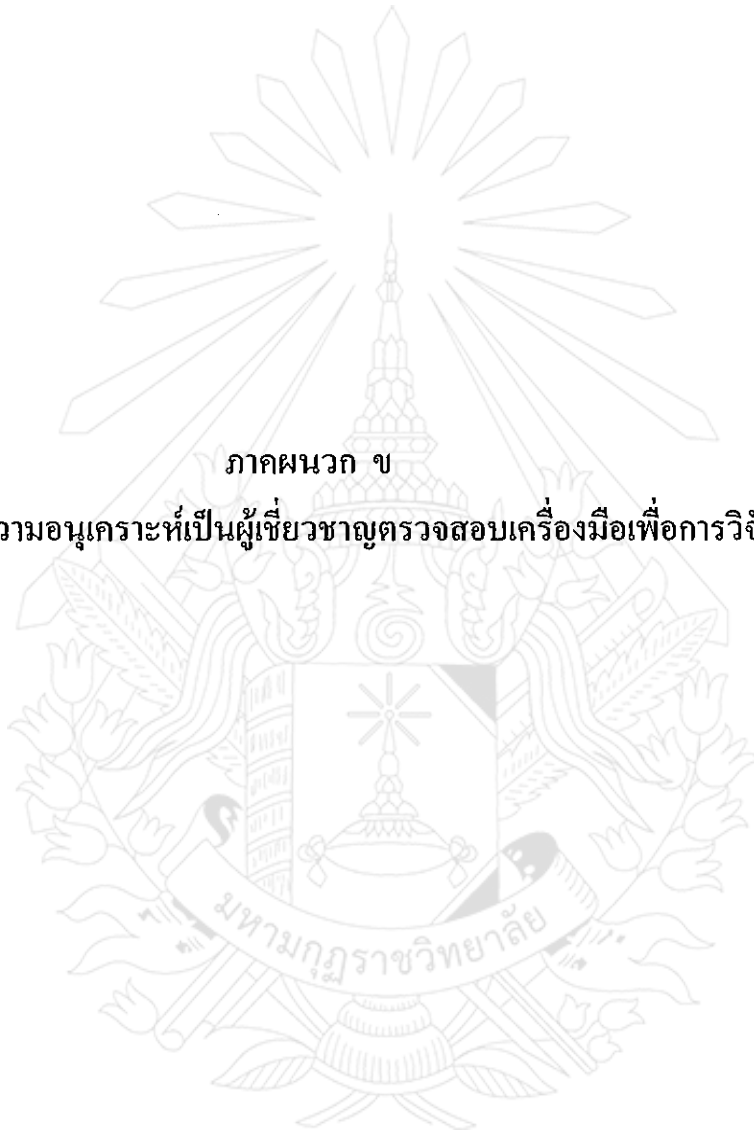 ภาคผนวก ข
วามอนุเคราะห์เป็นผู้เชี่ยวชาญตรวจสอบเครื่องมือเพื่อการวิจั
มหามกุฏราชวิทยาลัย